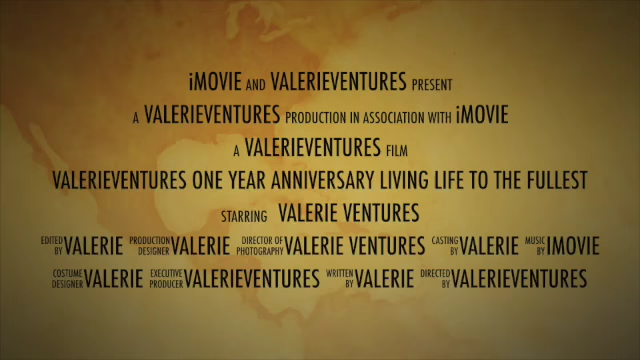 iMOVIE AND VALERIEVENTURES PRESENT
A VALERIEVENTURES PRODUCTION IN ASSOCIATION WITH iMOVIE
A VALERIEVENTURES FILM
VALERIEVENTURES ONE YEAR ANNIVERSARY LIVING LIFE TO THE FULLEST
STARRING VALERIE VENTURES
EDITED BY VALERIE PRODUCTION DESIGNER VALERIE DIRECTOR OF PHOTOGRAPHY VALERIE VENTURES CASTING BY VALERIE MUSIC BY IMOVIE
COSTUME DESIGNER VALERIE EXECUTIVE PRODUCER VALERIEVENTURES WRITTEN BY VALERIE DIRECTED BY VALERIEVENTURES